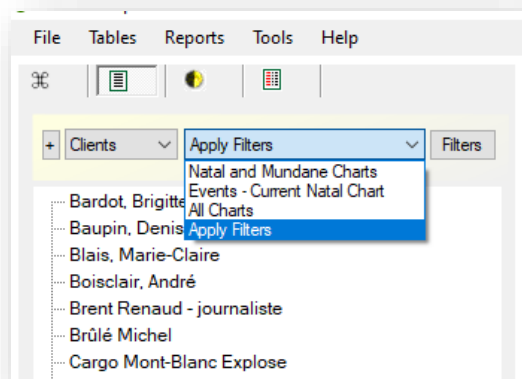 File Tables Reports Tools Help
+ Clients Apply Filters Filters
Natal and Mundane Charts
Events - Current Natal Chart
All Charts
Apply Filters
Bardot, Brigitte
Baupin, Denis
Blais, Marie-Claire
Boisclair, André
Brent Renaud - journaliste
Brûlé Michel
Cargo Mont-Blanc Explose